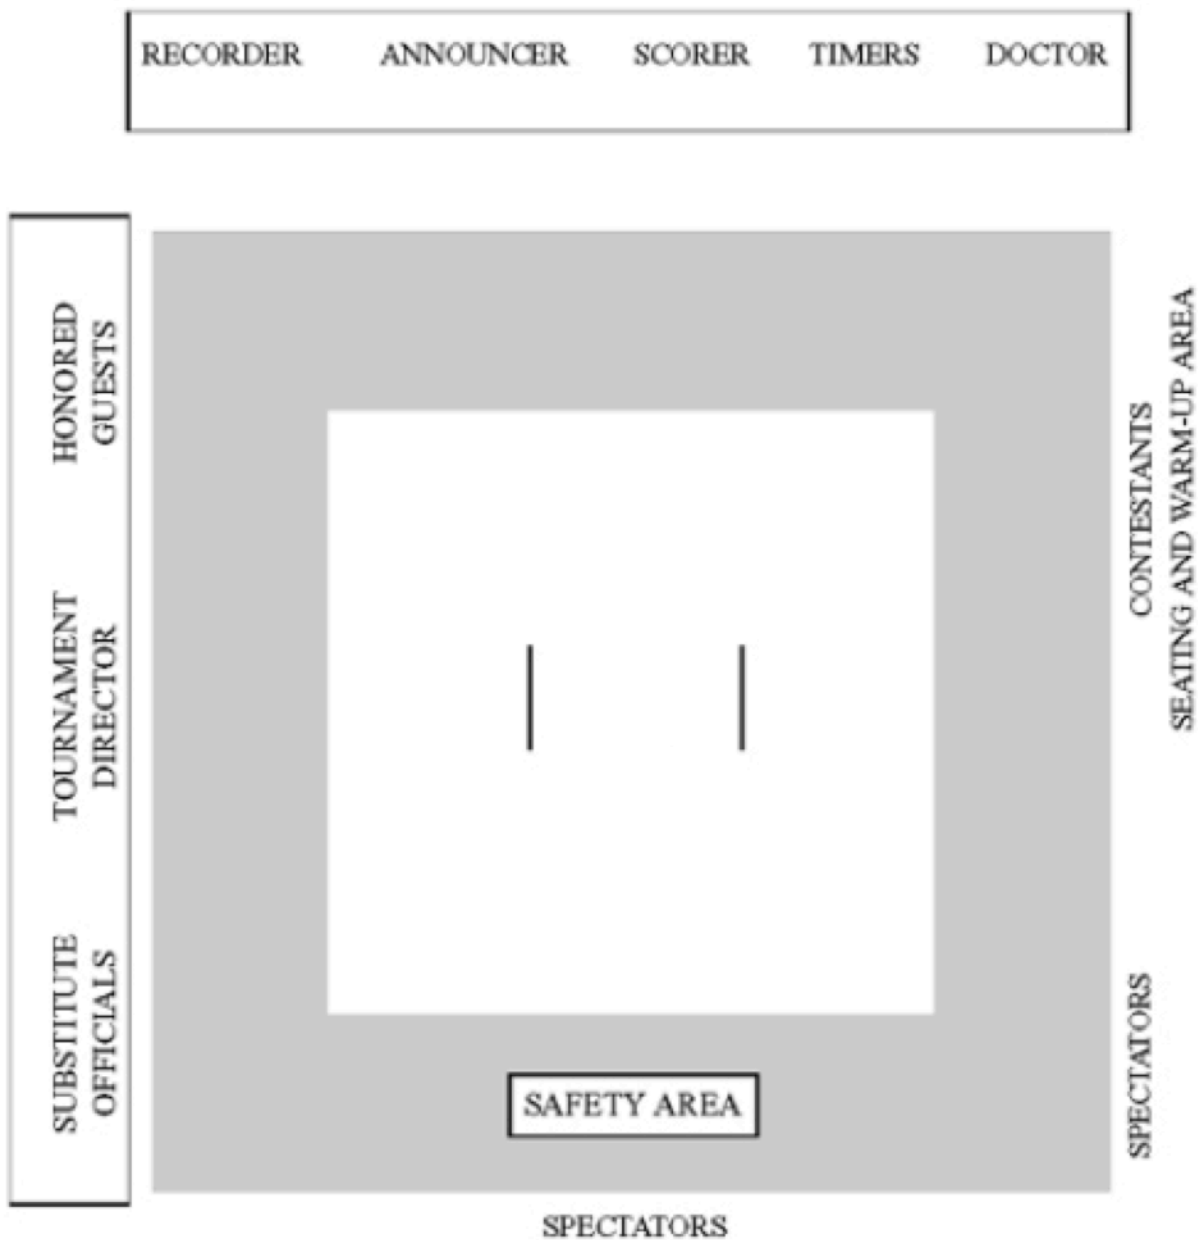 RECORDER ANNOUNCER SCORER TIMERS DOCTOR
HONORED
GUESTS
TOURNAMENT
DIRECTOR
SUBSTITUTE
OFFICIALS
CONTESTANTS
SEATING AND WARM-UP AREA
SPECTATORS
SAFETY AREA
SPECTATORS